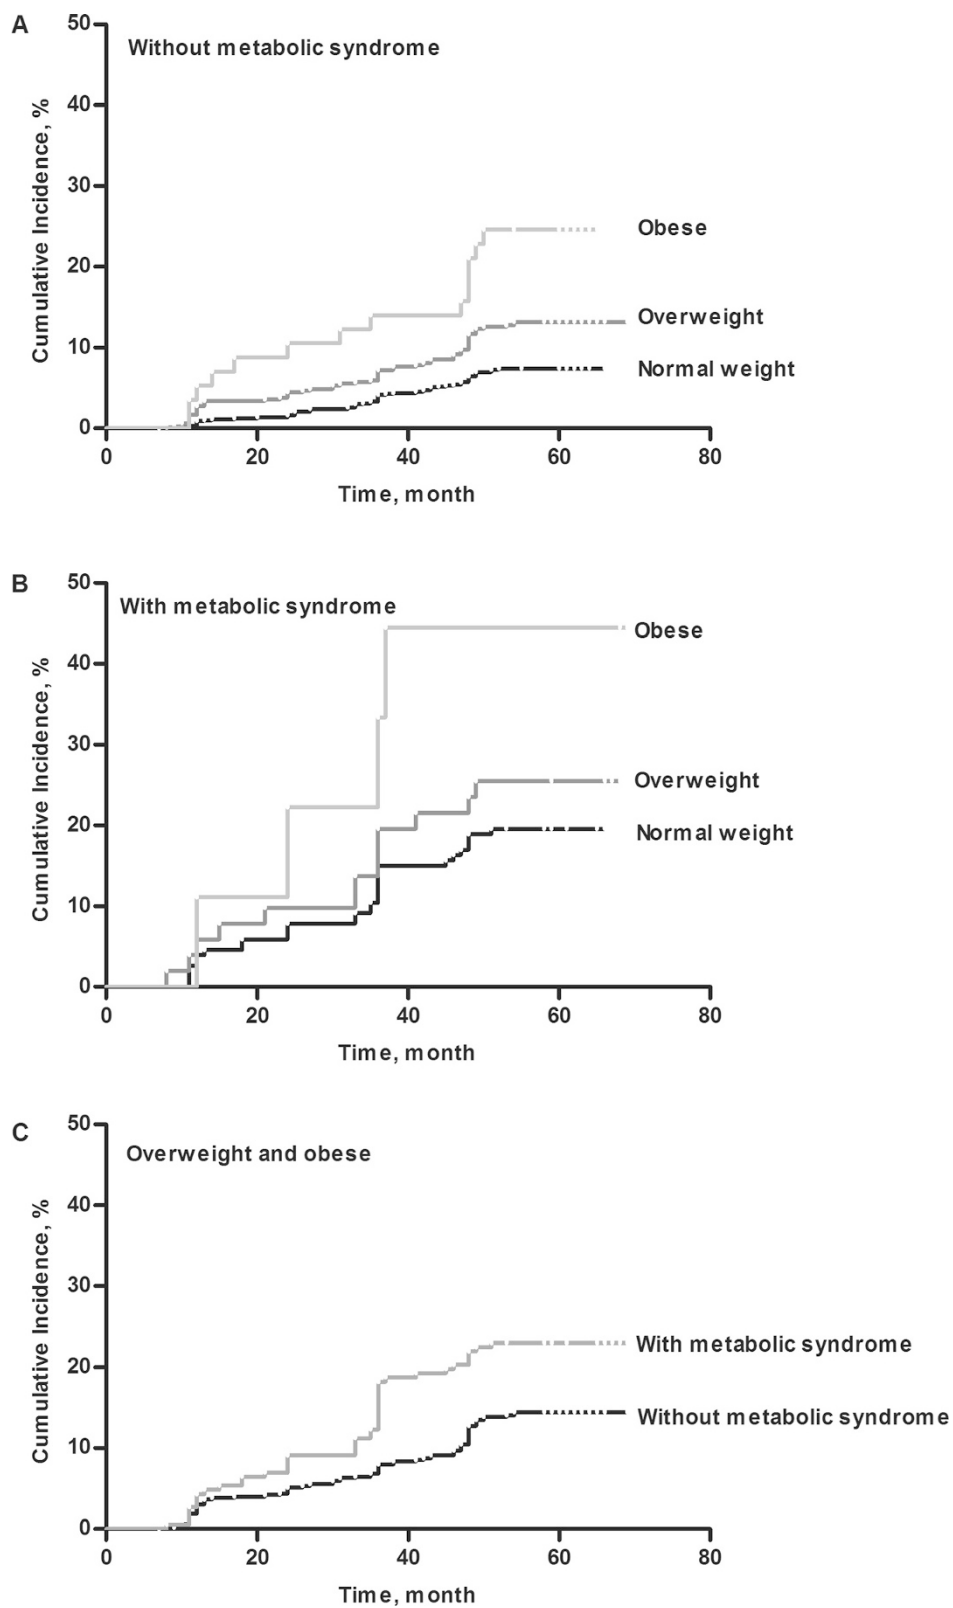 A
Without metabolic syndrome
Cumulative Incidence, %
50
40
30
20
10
0
Obese
Overweight
Normal weight
0 20 40 60 80
Time, month
B
With metabolic syndrome
Cumulative Incidence, %
50
40
30
20
10
0
Obese
Overweight
Normal weight
0 20 40 60 80
Time, month
C
Overweight and obese
Cumulative Incidence, %
50
40
30
20
10
0
With metabolic syndrome
Without metabolic syndrome
0 20 40 60 80
Time, month